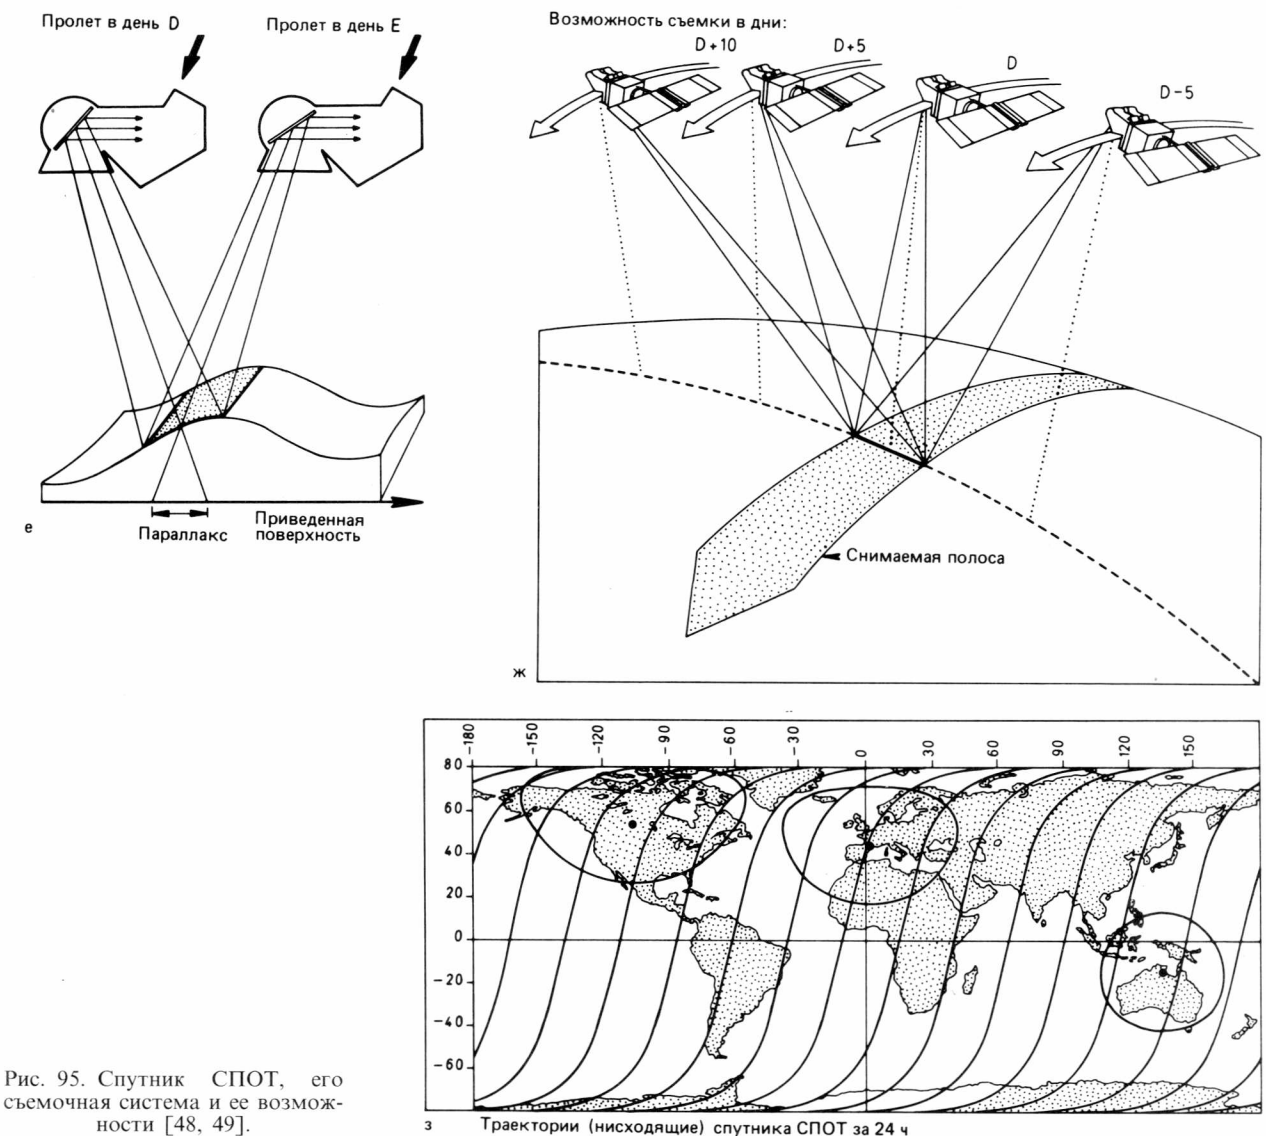 Пролет в день D
Пролет в день E
Параллакс
Приведенная
поверхность
е
Возможность съемки в дни:
D+10
D+5
D
D-5
Снимаемая полоса
ж
-180
-150
-120
-90
-60
-30
0
30
60
90
120
150
80
60
40
20
0
-20
-40
-60
з Траектории (нисходящие) спутника СПОТ за 24 ч
Рис. 95. Спутник СПОТ, его
съемочная система и ее возмож-
ности [48, 49].